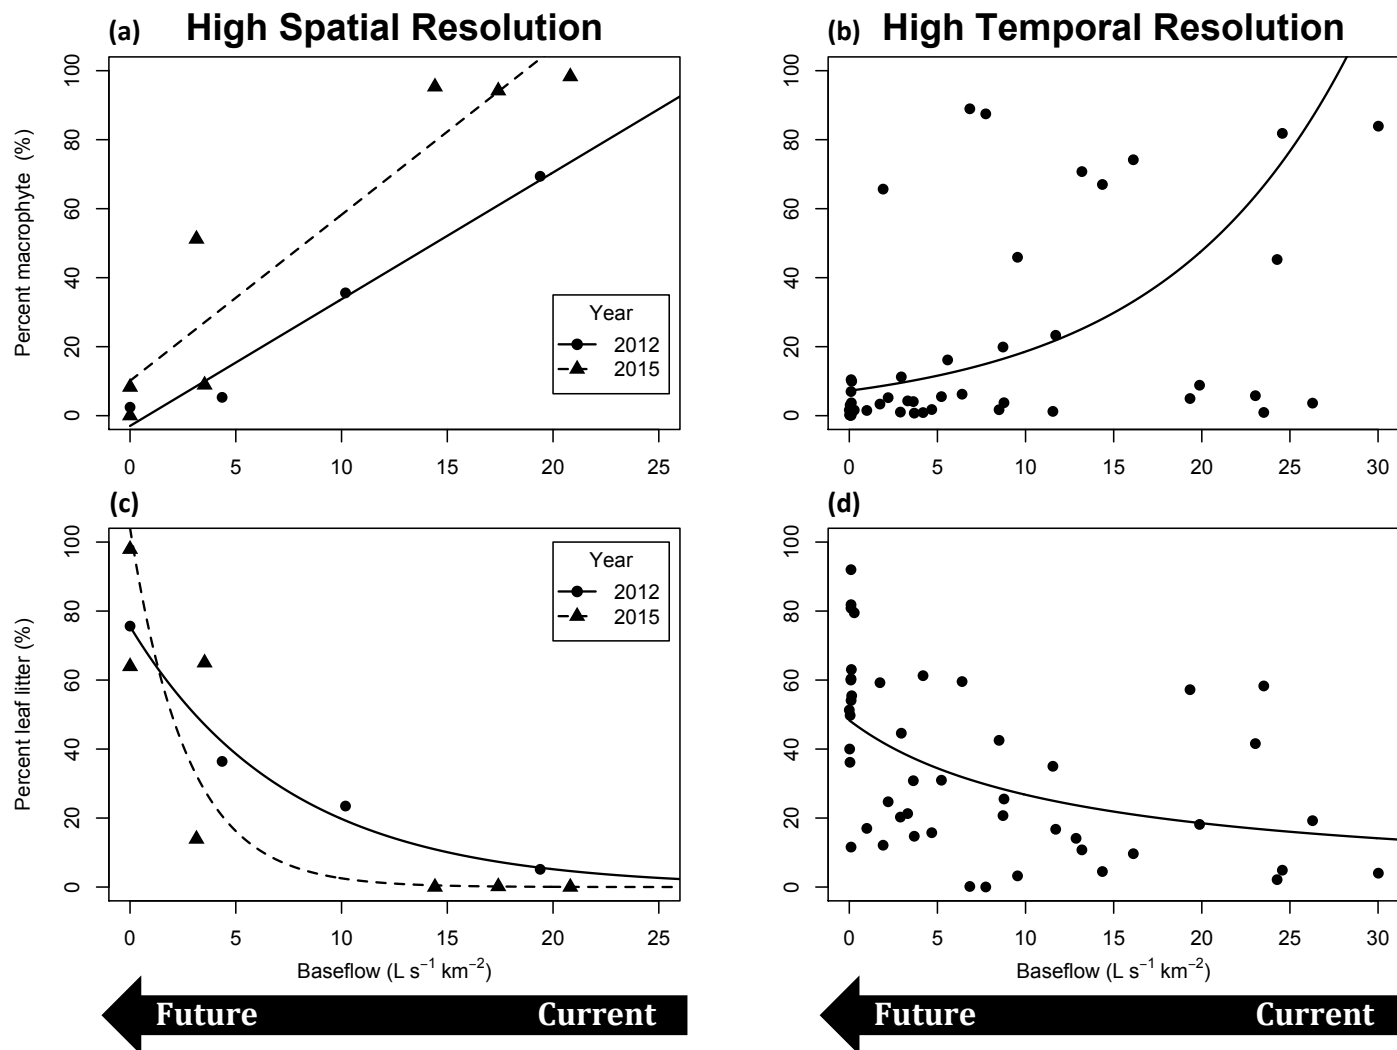 (a) High Spatial Resolution
(b) High Temporal Resolution
Percent macrophyte (%)
100
80
60
40
20
0
0 5 10 15 20 25
Year
2012
2015
0 20 40 60 80 100
0 5 10 15 20 25 30
(c)
Percent leaf litter (%)
100
80
60
40
20
0
0 5 10 15 20 25
Year
2012
2015
Baseflow (L s⁻¹ km⁻²)
(d)
100
80
60
40
20
0
0 5 10 15 20 25 30
Baseflow (L s⁻¹ km⁻²)
Future Current
Future Current